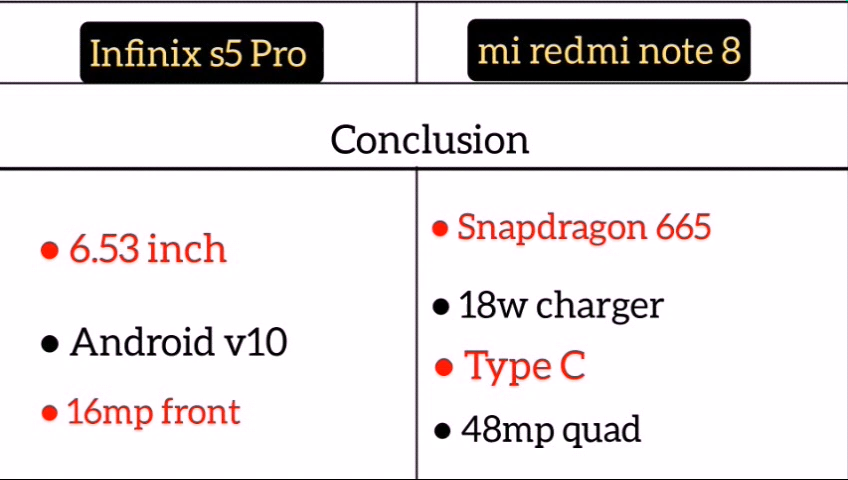 Infinix s5 Pro
mi redmi note 8
Conclusion
• 6.53 inch
• Android v10
• 16mp front
• Snapdragon 665
• 18w charger
• Type C
• 48mp quad